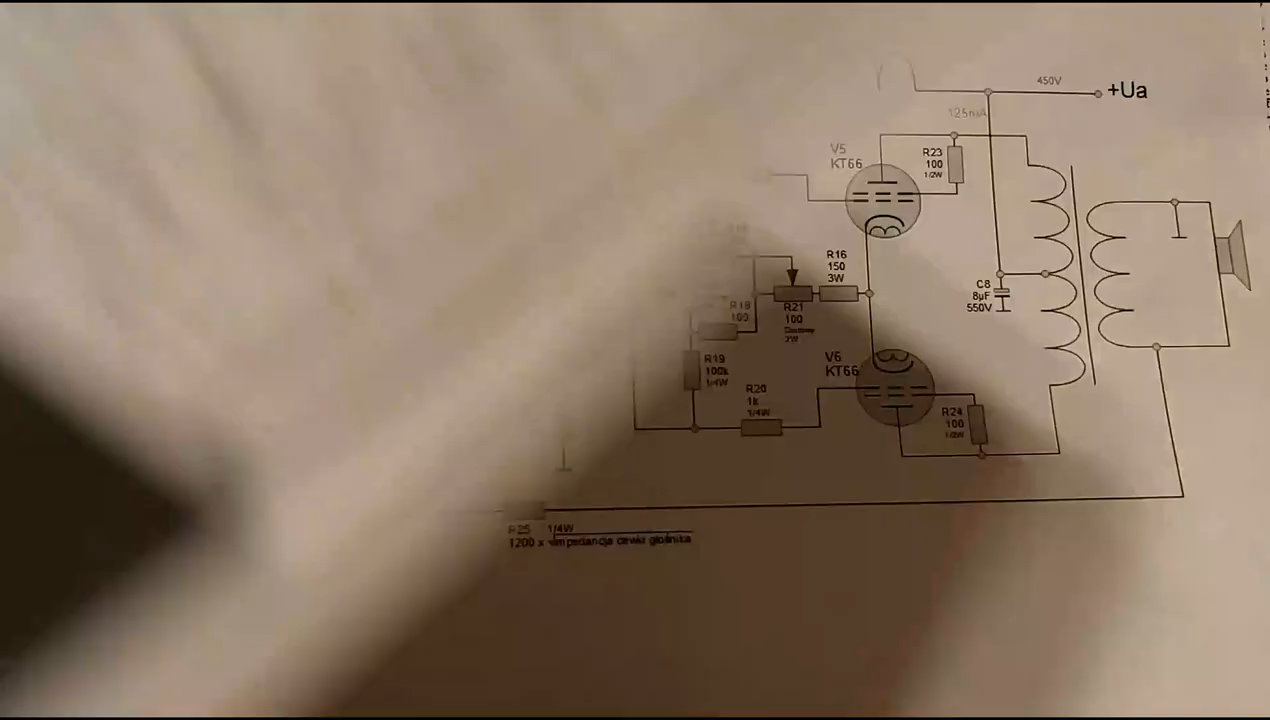 450V
+Ua
125mA
V5
KT66
R23
100
1/2W
R16
150
3W
C8
8µF
550V
R18
100
R21
100
3W
R19
100k
1/4W
V6
KT66
R20
1k
1/4W
R24
100
1/2W
R25 1/4W
1200 x √impedancja cewki głośnika